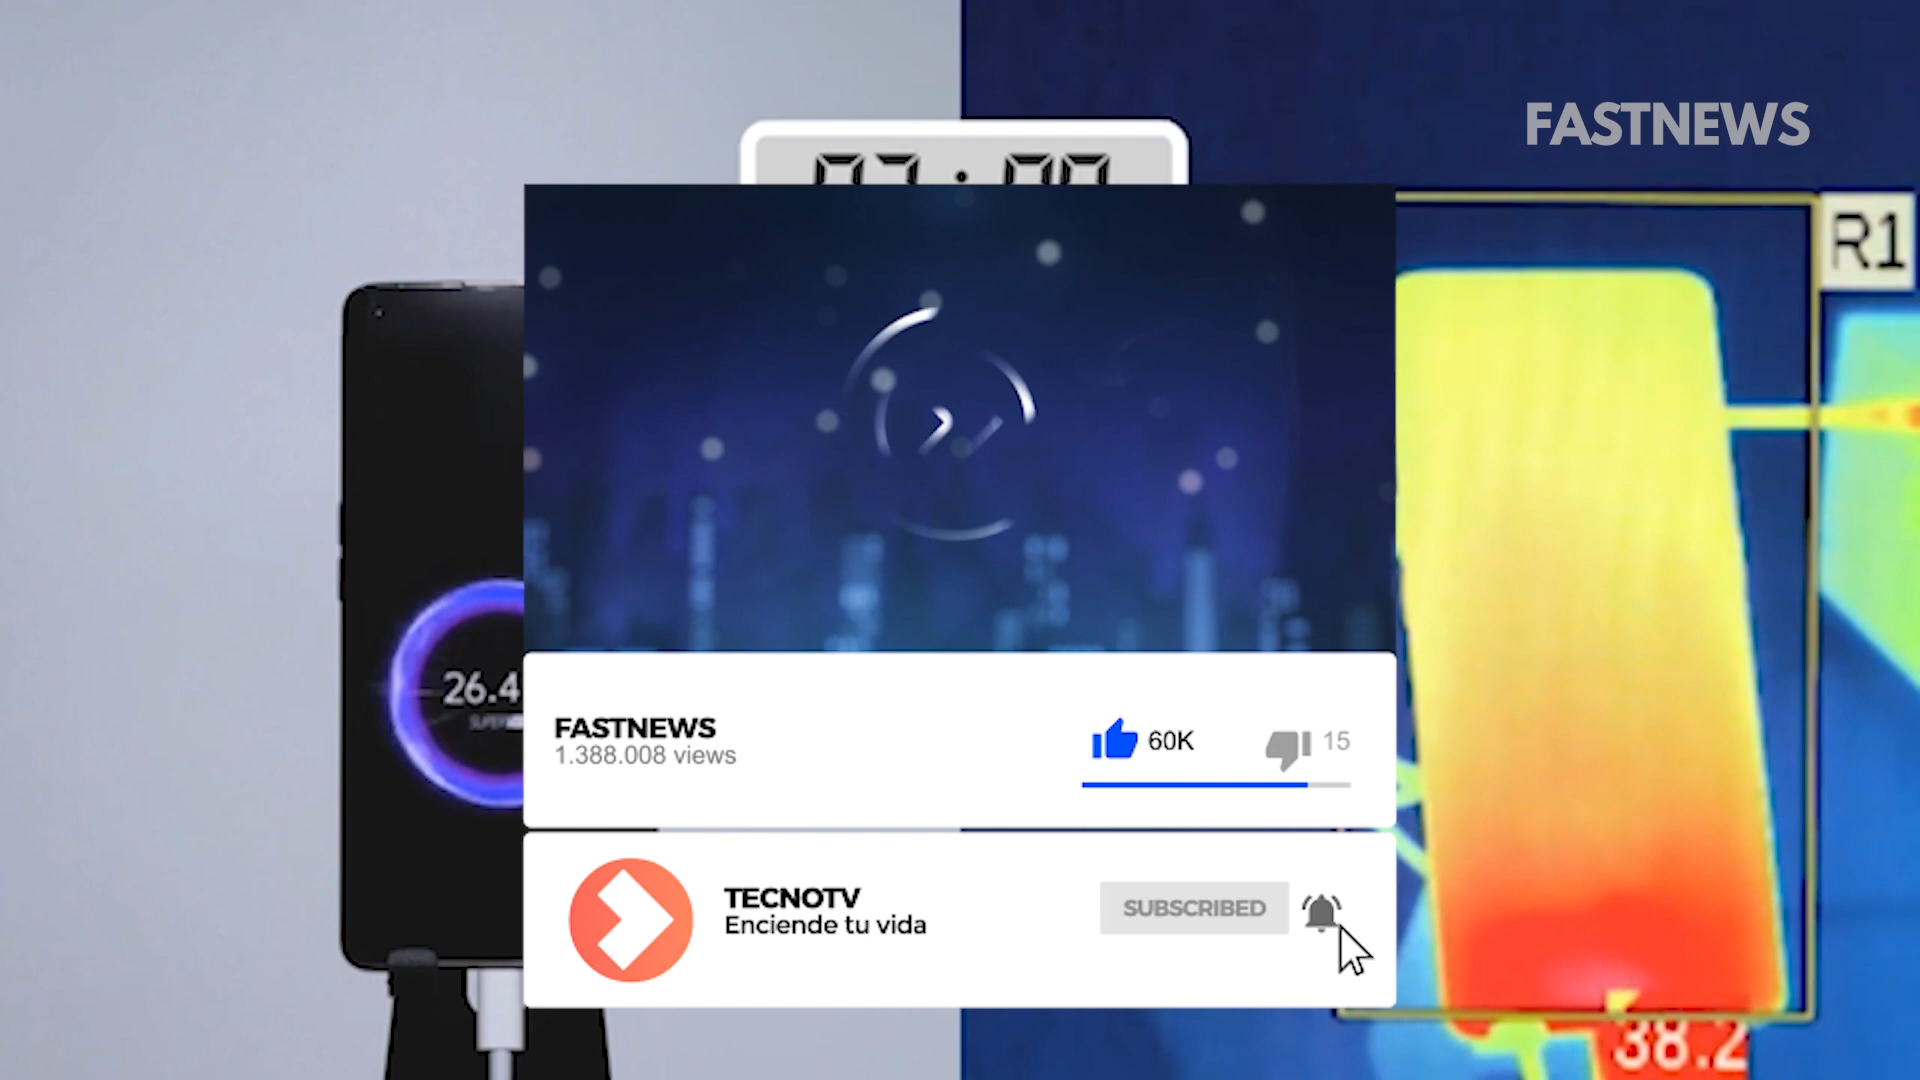 FASTNEWS
R1
26.4
FASTNEWS
1.388.008 views
60K
15
TECNOTV
Enciende tu vida
SUBSCRIBED
38.2